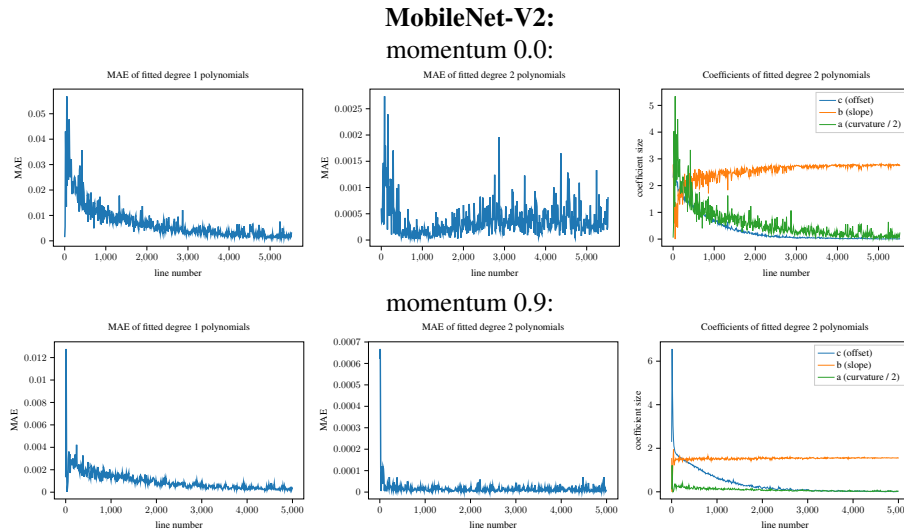 MobileNet-V2:
momentum 0.0:
MAE of fitted degree 1 polynomials
MAE
0.05
0.04
0.03
0.02
0.01
0
0 1,000 2,000 3,000 4,000 5,000
line number
MAE of fitted degree 2 polynomials
MAE
0.0025
0.002
0.0015
0.001
0.0005
0
0 1,000 2,000 3,000 4,000 5,000
line number
Coefficients of fitted degree 2 polynomials
coefficient size
5
4
3
2
1
0
c (offset)
b (slope)
a (curvature / 2)
0 1,000 2,000 3,000 4,000 5,000
line number
momentum 0.9:
MAE of fitted degree 1 polynomials
MAE
0.012
0.01
0.008
0.006
0.004
0.002
0
0 1,000 2,000 3,000 4,000 5,000
line number
MAE of fitted degree 2 polynomials
MAE
0.0007
0.0006
0.0005
0.0004
0.0003
0.0002
0.0001
0
0 1,000 2,000 3,000 4,000 5,000
line number
Coefficients of fitted degree 2 polynomials
coefficient size
6
4
2
0
c (offset)
b (slope)
a (curvature / 2)
0 1,000 2,000 3,000 4,000 5,000
line number